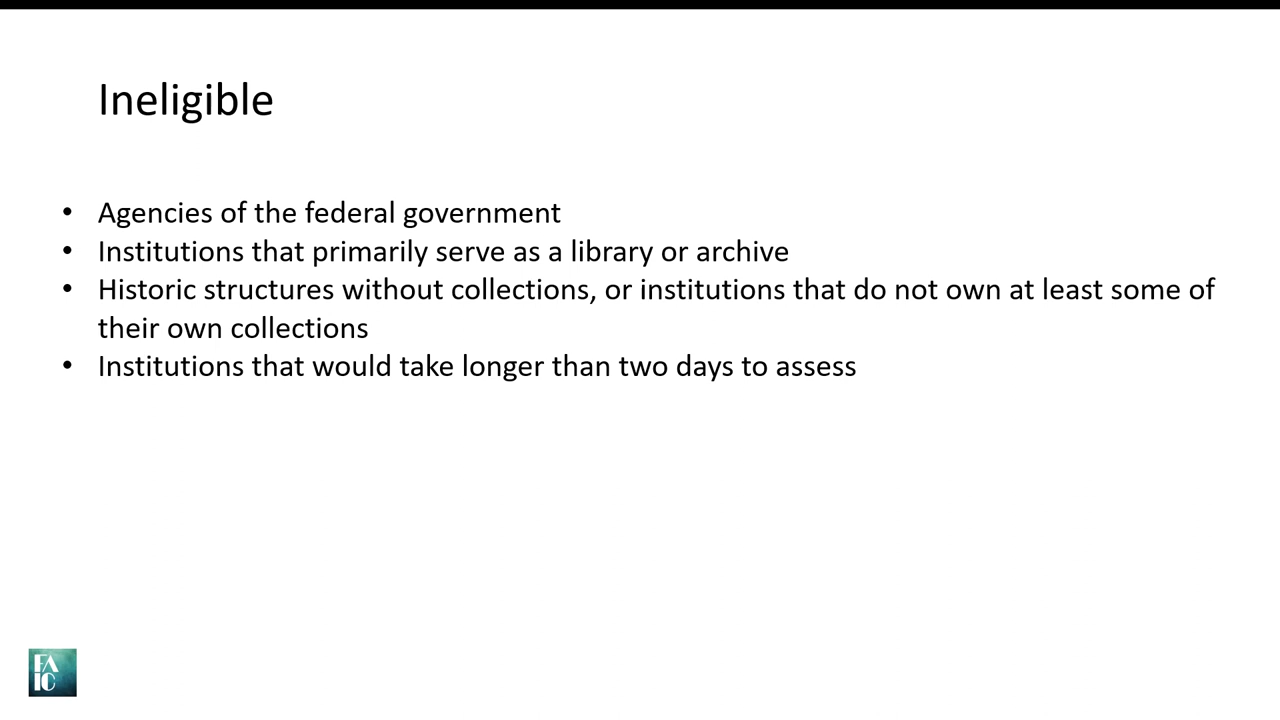 Ineligible
• Agencies of the federal government
• Institutions that primarily serve as a library or archive
• Historic structures without collections, or institutions that do not own at least some of
their own collections
• Institutions that would take longer than two days to assess
FA
IC